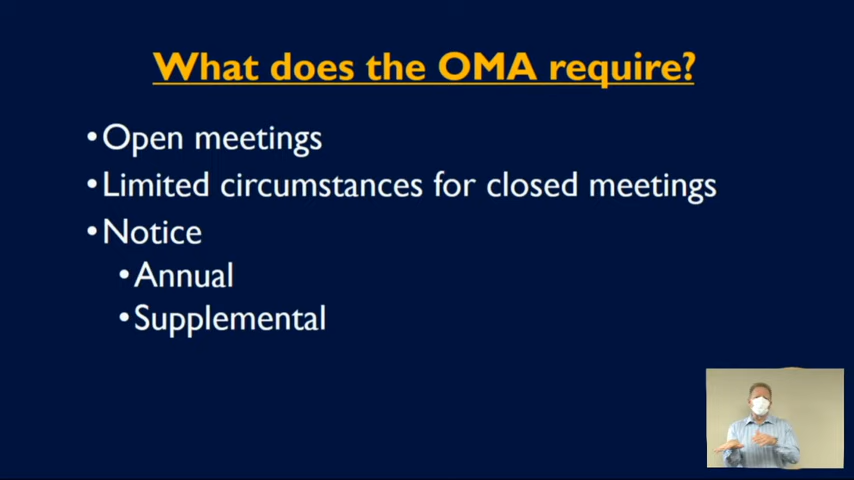 What does the OMA require?
•Open meetings
•Limited circumstances for closed meetings
•Notice
•Annual
•Supplemental